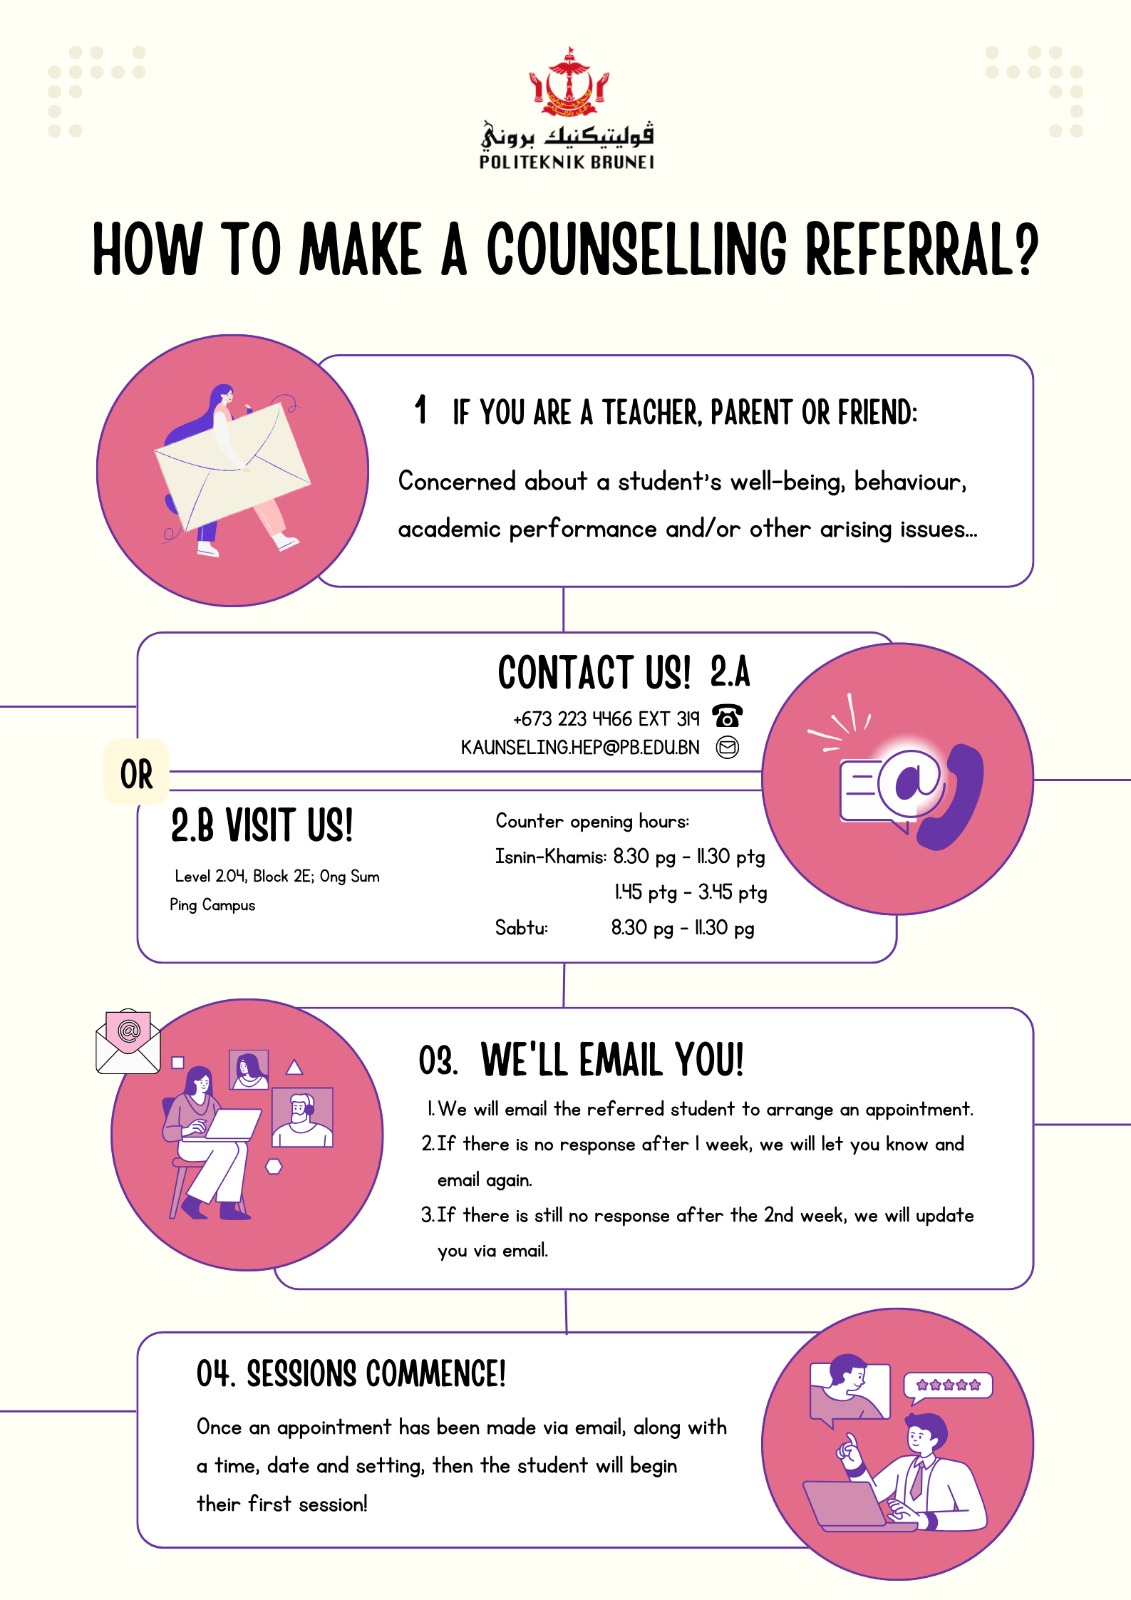 ڤوليتيكنيك بروني
POLITEKNIK BRUNEI
HOW TO MAKE A COUNSELLING REFERRAL?
1 IF YOU ARE A TEACHER, PARENT OR FRIEND:
Concerned about a student's well-being, behaviour,
academic performance and/or other arising issues...
CONTACT US! 2.A
+673 223 4466 EXT 319
KAUNSELING.HEP@PB.EDU.BN
OR
2.B VISIT US!
Level 2.04, Block 2E; Ong Sum
Ping Campus
Counter opening hours:
Isnin-Khamis: 8.30 pg - 11.30 ptg
1.45 ptg - 3.45 ptg
Sabtu: 8.30 pg - 11.30 pg
03. WE'LL EMAIL YOU!
1. We will email the referred student to arrange an appointment.
2. If there is no response after 1 week, we will let you know and
email again.
3. If there is still no response after the 2nd week, we will update
you via email.
04. SESSIONS COMMENCE!
Once an appointment has been made via email, along with
a time, date and setting, then the student will begin
their first session!